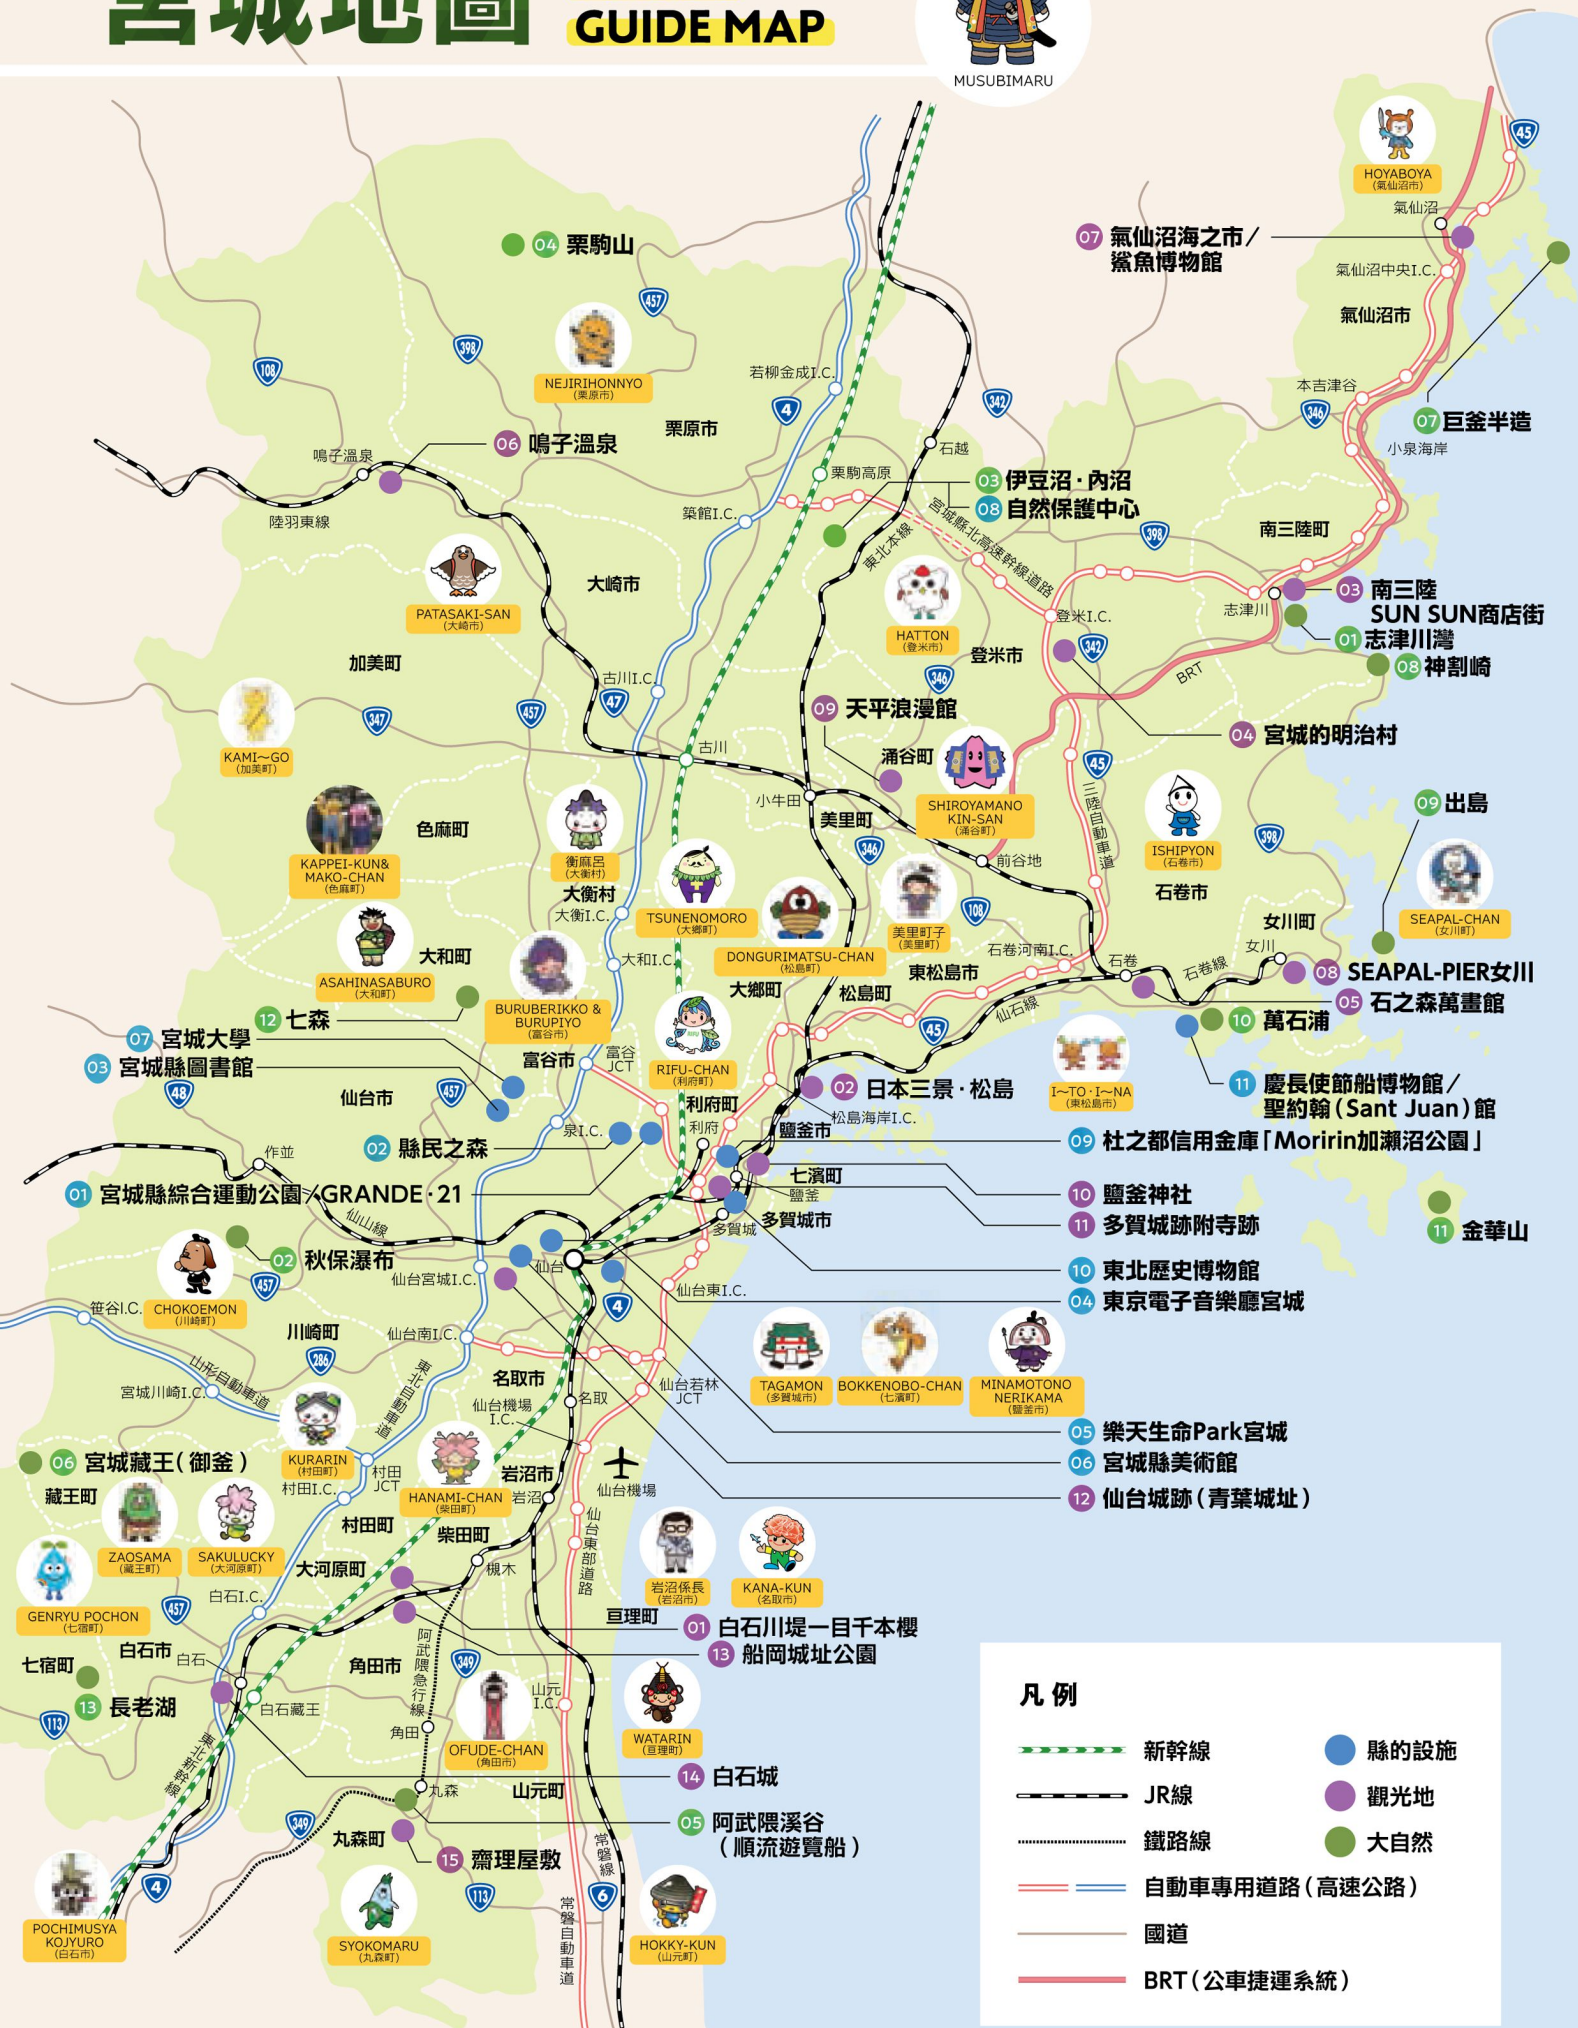 宮城地圖
GUIDE MAP
MUSUBIMARU
45
HOYABOYA
(氣仙沼市)
氣仙沼
07 氣仙沼海之市/
鯊魚博物館
氣仙沼中央I.C.
氣仙沼市
04 栗駒山
457
398
108
NEJIRIHONNYO
(栗原市)
若柳金成I.C.
4
342
本吉津谷
346
07 巨釜半造
小泉海岸
栗原市
06 鳴子溫泉
鳴子溫泉
陸羽東線
石越
栗駒高原
03 伊豆沼·內沼
08 自然保護中心
築館I.C.
宮城縣北高速幹線道路
東北本線
398
南三陸町
PATASAKI-SAN
(大崎市)
大崎市
HATTON
(登米市)
登米I.C.
志津川
03 南三陸
SUN SUN商店街
01 志津川灣
08 神割崎
加美町
登米市
342
346
BRT
古川I.C.
47
457
347
KAMI〜GO
(加美町)
09 天平浪漫館
04 宮城的明治村
古川
涌谷町
45
小牛田
美里町
SHIROYAMANO
KIN-SAN
(涌谷町)
三陸自動車道
ISHIPYON
(石卷市)
石卷市
09 出島
398
KAPPEI-KUN&
MAKO-CHAN
(色麻町)
色麻町
衡麻呂
(大衡村)
大衡村
大衡I.C.
346
前谷地
SEAPAL-CHAN
(女川町)
TSUNENOMORO
(大鄉町)
美里町子
(美里町)
108
女川町
女川
ASAHINASABURO
(大和町)
大和町
大和I.C.
DONGURIMATSU-CHAN
(松島町)
大鄉町
松島町
東松島市
石卷河南I.C.
石卷
石卷線
08 SEAPAL-PIER女川
05 石之森萬畫館
BURUBERIKKO &
BURUPIYO
(富谷市)
仙石線
45
10 萬石浦
12 七森
07 宮城大學
03 宮城縣圖書館
富谷市
富谷
JCT
RIFU-CHAN
(利府町)
48
仙台市
457
利府町
02 日本三景·松島
I〜TO·I〜NA
(東松島市)
11 慶長使節船博物館/
聖約翰(Sant Juan)館
松島海岸I.C.
泉I.C.
利府
鹽釜市
02 縣民之森
09 杜之都信用金庫「Moririn加瀨沼公園」
作並
七濱町
鹽釜
01 宮城縣綜合運動公園/GRANDE·21
10 鹽釜神社
11 多賀城跡附寺跡
多賀城
多賀城市
11 金華山
仙山線
02 秋保瀑布
仙台
CHOKOEMON
(川崎町)
457
仙台宮城I.C.
10 東北歷史博物館
04 東京電子音樂廳宮城
仙台東I.C.
4
笹谷I.C.
川崎町
仙台南I.C.
286
山形自動車道
宮城川崎I.C.
東北自動車道
名取市
仙台機場
I.C.
名取
仙台若林
JCT
TAGAMON
(多賀城市)
BOKKENOBO-CHAN
(七濱町)
MINAMOTONO
NERIKAMA
(鹽釜市)
05 樂天生命Park宮城
06 宮城縣美術館
12 仙台城跡(青葉城址)
KURARIN
(村田町)
06 宮城藏王(御釜)
藏王町
村田
JCT
村田I.C.
HANAMI-CHAN
(柴田町)
岩沼市
岩沼
仙台機場
仙台東部道路
村田町
柴田町
ZAOSAMA
(藏王町)
SAKULUCKY
(大河原町)
大河原町
槻木
岩沼係長
(岩沼市)
KANA-KUN
(名取市)
GENRYU POCHON
(七宿町)
白石I.C.
457
亘理町
01 白石川堤一目千本櫻
13 船岡城址公園
白石市
白石
七宿町
角田市
阿武隈急行線
349
13 長老湖
白石藏王
113
角田
山元
I.C.
OFUDE-CHAN
(角田市)
WATARIN
(亘理町)
東北新幹線
14 白石城
丸森
山元町
05 阿武隈溪谷
(順流遊覽船)
349
丸森町
15 齋理屋敷
常磐線
4
113
6
POCHIMUSYA
KOJYURO
(白石市)
SYOKOMARU
(丸森町)
常磐自動車道
HOKKY-KUN
(山元町)
凡例
新幹線
JR線
鐵路線
自動車專用道路(高速公路)
國道
BRT(公車捷運系統)
縣的設施
觀光地
大自然